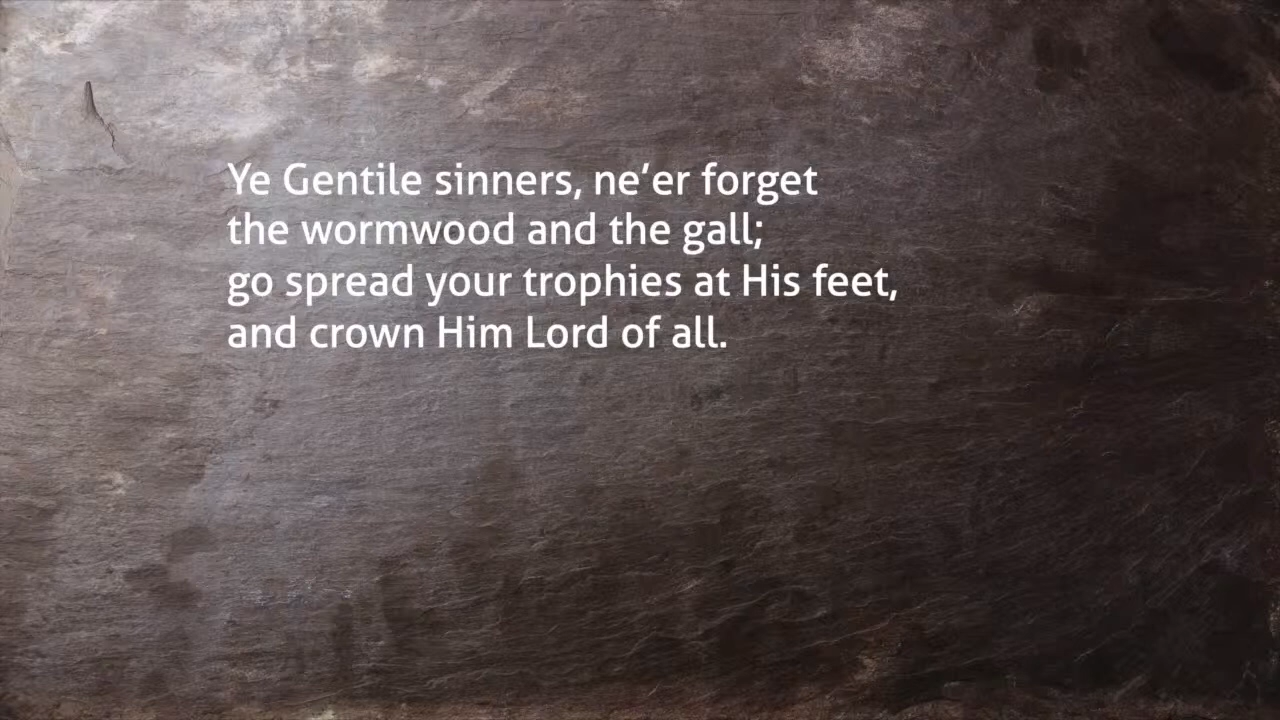 Ye Gentile sinners, ne’er forget
the wormwood and the gall;
go spread your trophies at His feet,
and crown Him Lord of all.